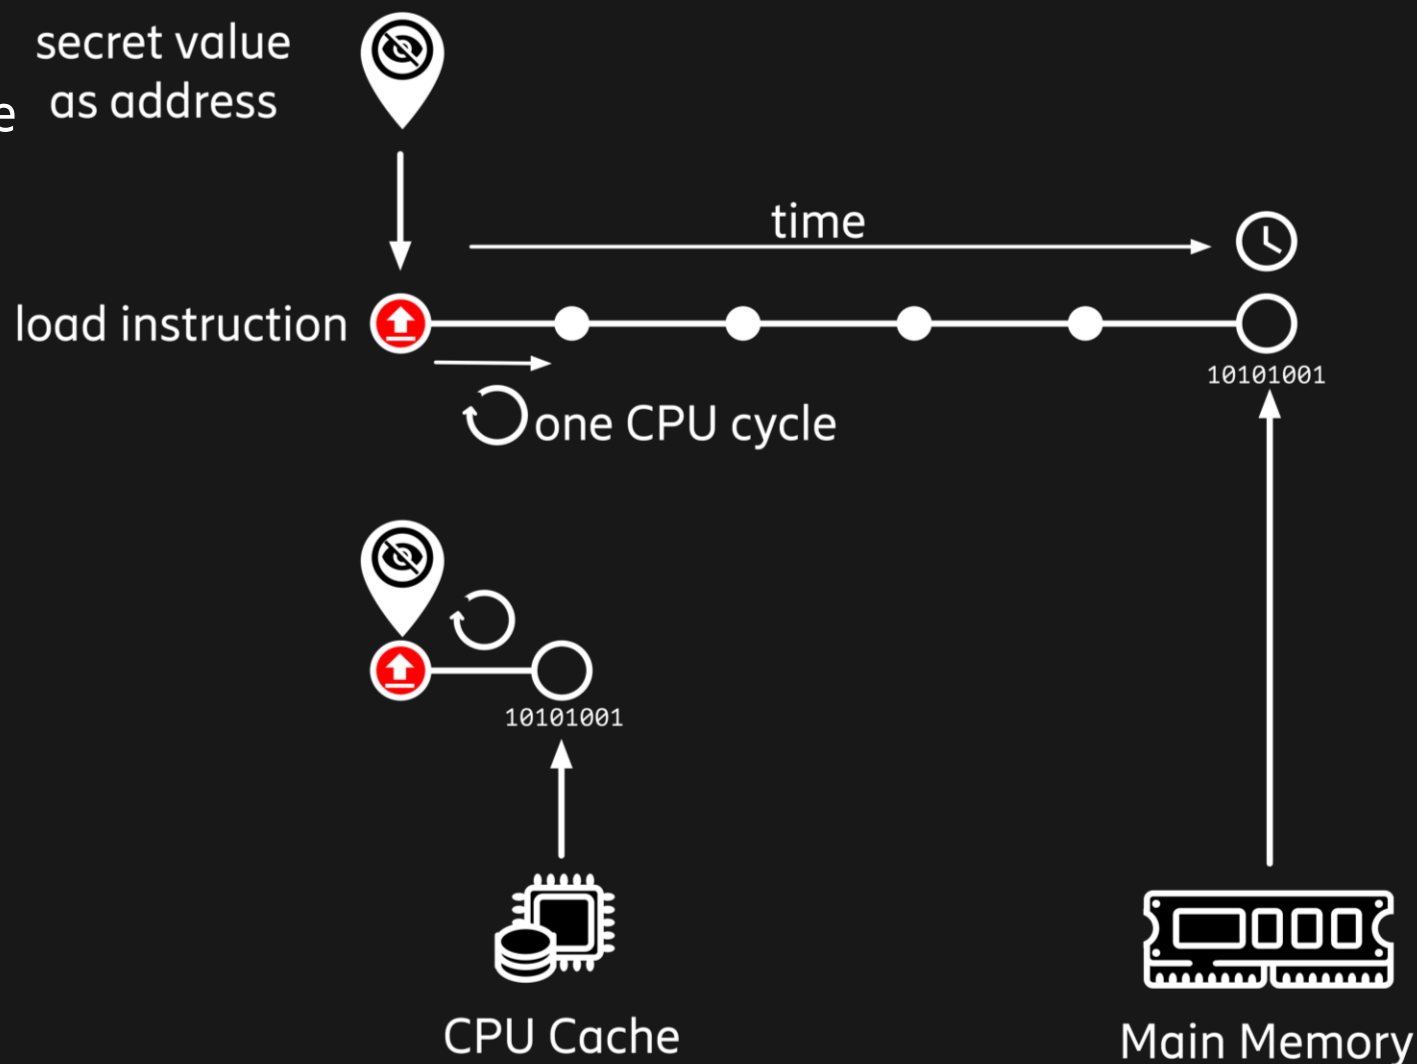 secret value
e
as address
time
load instruction
10101001
one CPU cycle
10101001
CPU Cache
Main Memory